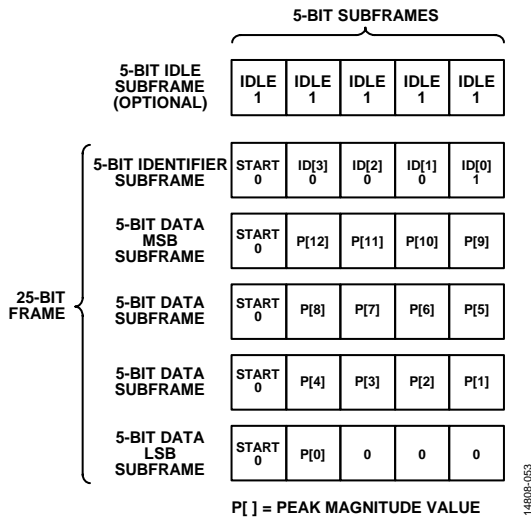 5-BIT SUBFRAMES
5-BIT IDLE
SUBFRAME
(OPTIONAL)
IDLE IDLE IDLE IDLE IDLE
1 1 1 1 1
5-BIT IDENTIFIER
SUBFRAME
START ID[3] ID[2] ID[1] ID[0]
0 0 0 0 1
5-BIT DATA
MSB
SUBFRAME
START
0
P[12] P[11] P[10] P[9]
25-BIT
FRAME
5-BIT DATA
SUBFRAME
START
0
P[8] P[7] P[6] P[5]
5-BIT DATA
SUBFRAME
START
0
P[4] P[3] P[2] P[1]
5-BIT DATA
LSB
SUBFRAME
START
0
P[0] 0 0 0
P[ ] = PEAK MAGNITUDE VALUE
14808-053